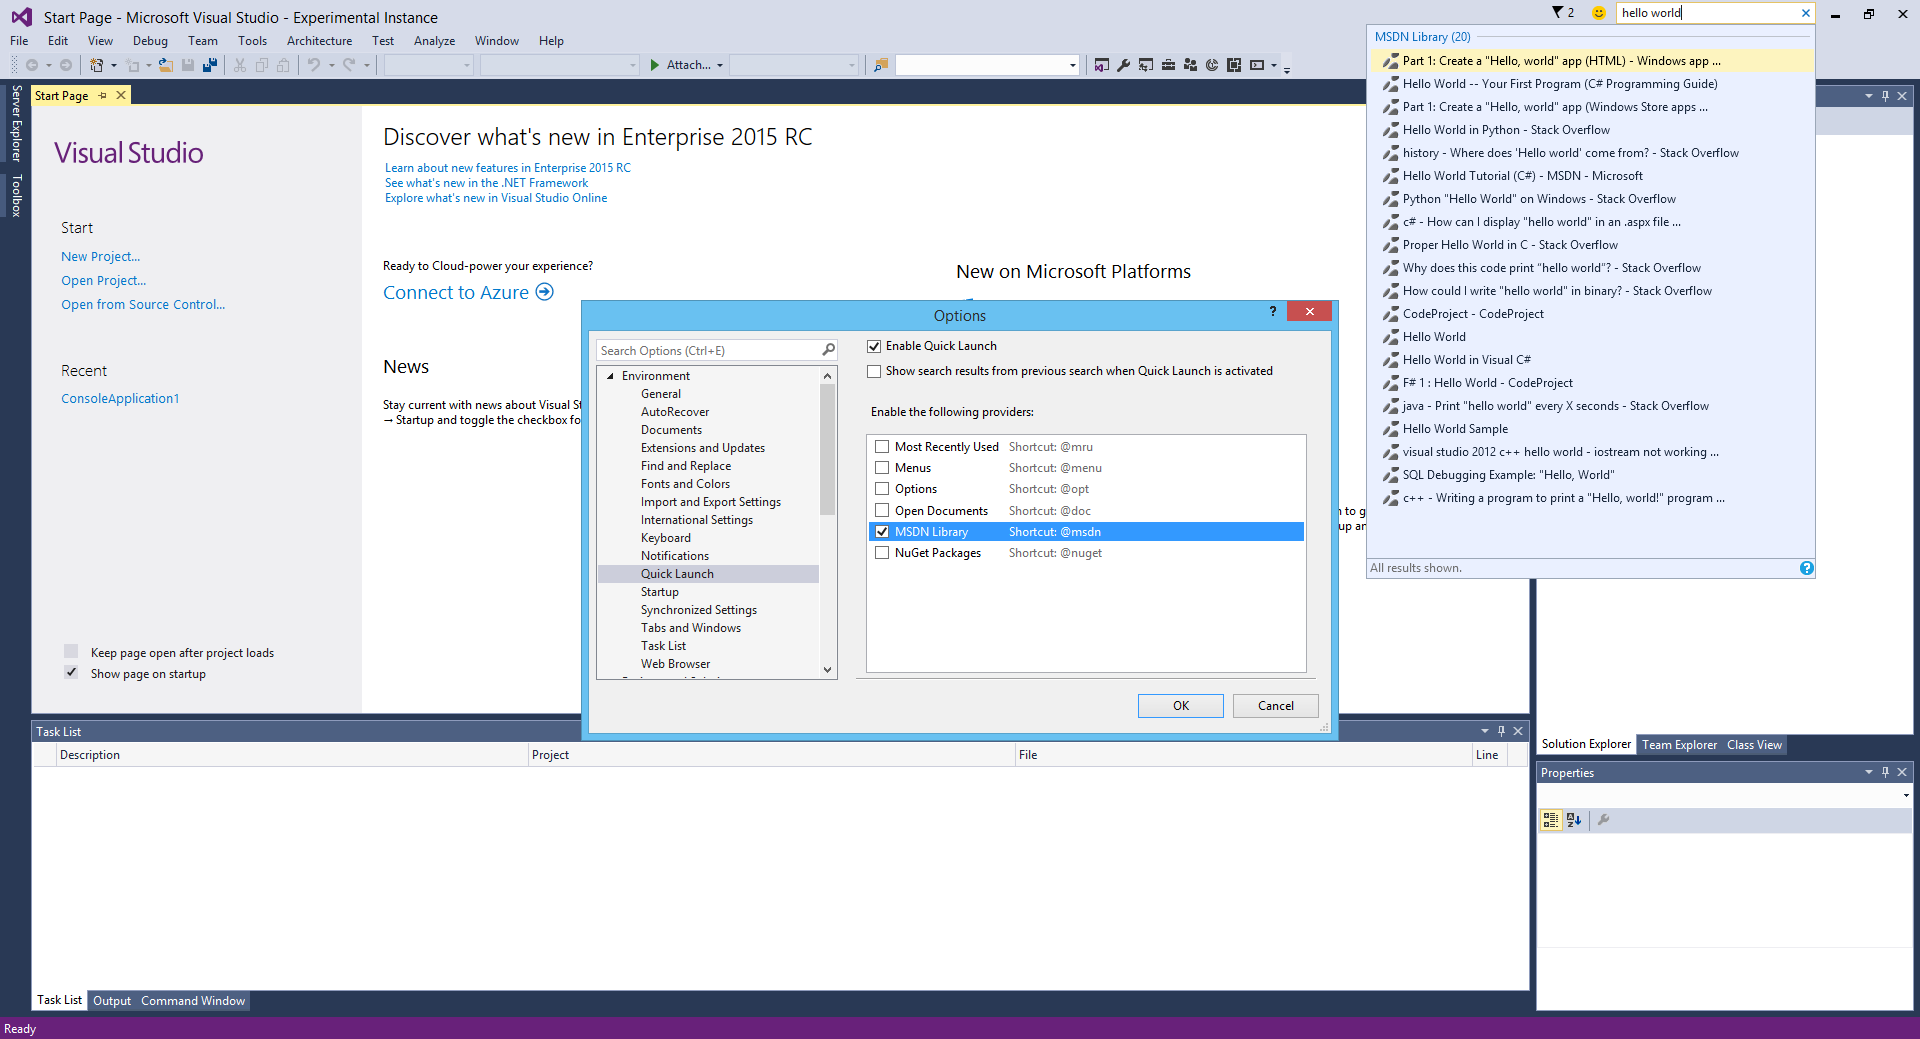 Start Page - Microsoft Visual Studio - Experimental Instance
2
hello world
File Edit View Debug Team Tools Architecture Test Analyze Window Help
Attach...
MSDN Library (20)
Part 1: Create a "Hello, world" app (HTML) - Windows app ...
Hello World -- Your First Program (C# Programming Guide)
Part 1: Create a "Hello, world" app (Windows Store apps ...
Hello World in Python - Stack Overflow
history - Where does 'Hello world' come from? - Stack Overflow
Hello World Tutorial (C#) - MSDN - Microsoft
Python "Hello World" on Windows - Stack Overflow
c# - How can I display "hello world" in an .aspx file ...
Proper Hello World in C - Stack Overflow
Why does this code print "hello world"? - Stack Overflow
How could I write "hello world" in binary? - Stack Overflow
CodeProject - CodeProject
Hello World
Hello World in Visual C#
F# 1 : Hello World - CodeProject
java - Print "hello world" every X seconds - Stack Overflow
Hello World Sample
visual studio 2012 c++ hello world - iostream not working ...
SQL Debugging Example: "Hello, World"
c++ - Writing a program to print a "Hello, world!" program ...
All results shown.
Server Explorer
Toolbox
Start Page
Visual Studio
Start
New Project...
Open Project...
Open from Source Control...
Recent
ConsoleApplication1
Keep page open after project loads
Show page on startup
Discover what's new in Enterprise 2015 RC
Learn about new features in Enterprise 2015 RC
See what's new in the .NET Framework
Explore what's new in Visual Studio Online
Ready to Cloud-power your experience?
Connect to Azure
New on Microsoft Platforms
News
Stay current with news about Visual St
→ Startup and toggle the checkbox fo
Options
?
Search Options (Ctrl+E)
Environment
General
AutoRecover
Documents
Extensions and Updates
Find and Replace
Fonts and Colors
Import and Export Settings
International Settings
Keyboard
Notifications
Quick Launch
Startup
Synchronized Settings
Tabs and Windows
Task List
Web Browser
Enable Quick Launch
Show search results from previous search when Quick Launch is activated
Enable the following providers:
Most Recently Used Shortcut: @mru
Menus Shortcut: @menu
Options Shortcut: @opt
Open Documents Shortcut: @doc
MSDN Library Shortcut: @msdn
NuGet Packages Shortcut: @nuget
OK Cancel
Task List
Description Project File Line
Task List Output Command Window
Solution Explorer Team Explorer Class View
Properties
Ready